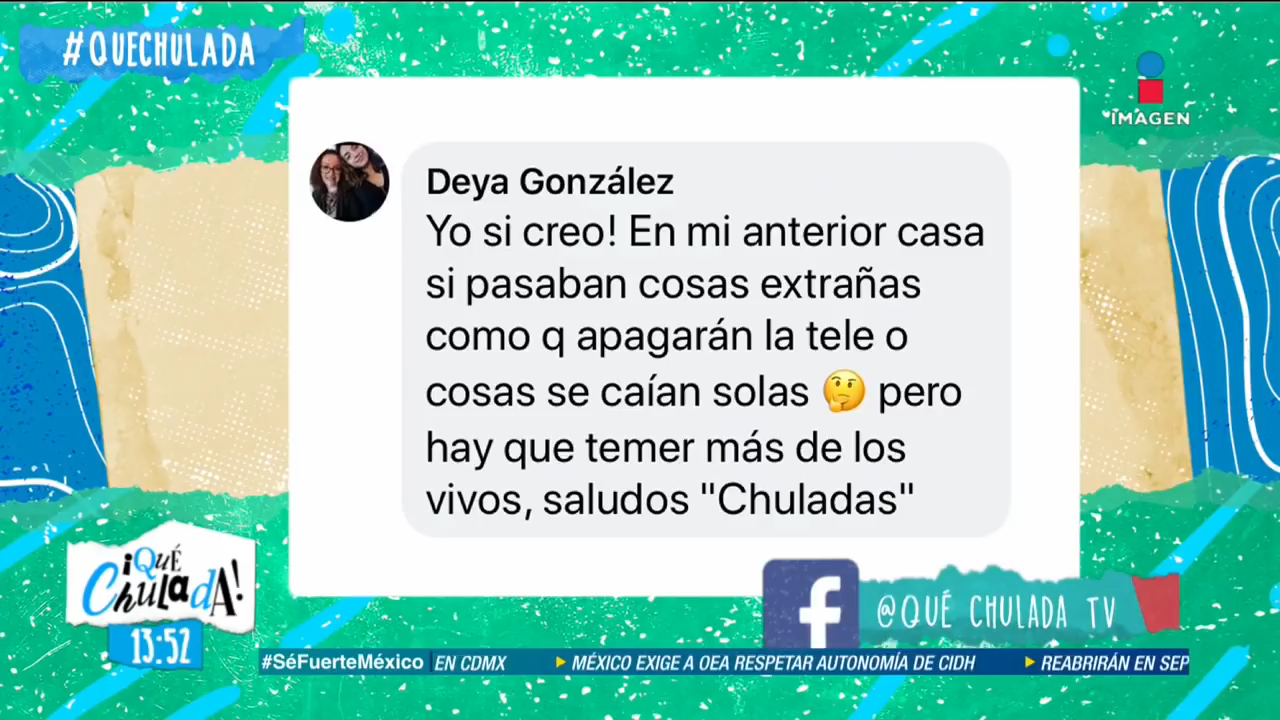 #QUECHULADA
IMAGEN
Deya González
Yo si creo! En mi anterior casa
si pasaban cosas extrañas
como q apagarán la tele o
cosas se caían solas 🤔 pero
hay que temer más de los
vivos, saludos "Chuladas"
¡QUÉ
CHULADA!
13:52
f
@QUÉ CHULADA TV
#SéFuerteMéxico EN CDMX ▶ MÉXICO EXIGE A OEA RESPETAR AUTONOMÍA DE CIDH ▶ REABRIRÁN EN SEP